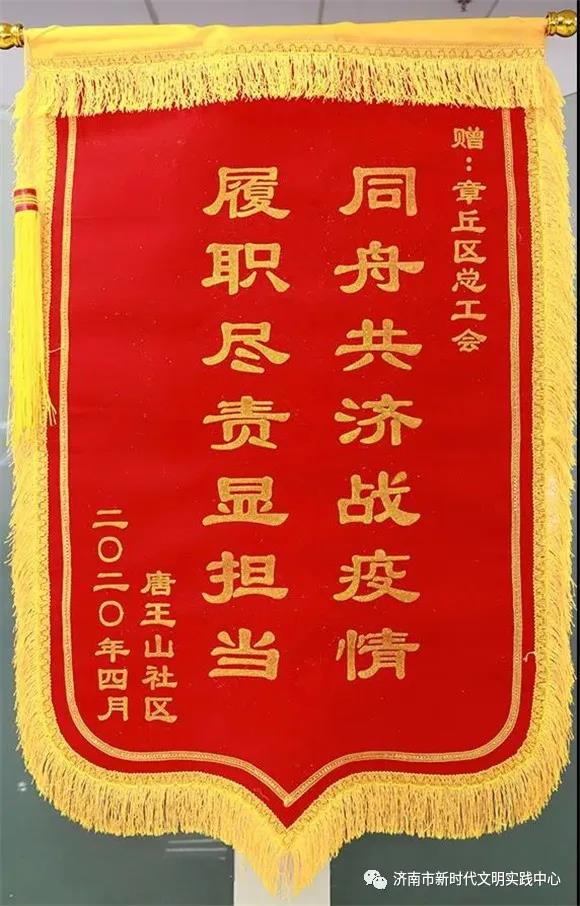 赠：章丘区总工会
同舟共济战疫情
履职尽责显担当
唐王山社区
二〇二〇年四月
济南市新时代文明实践中心